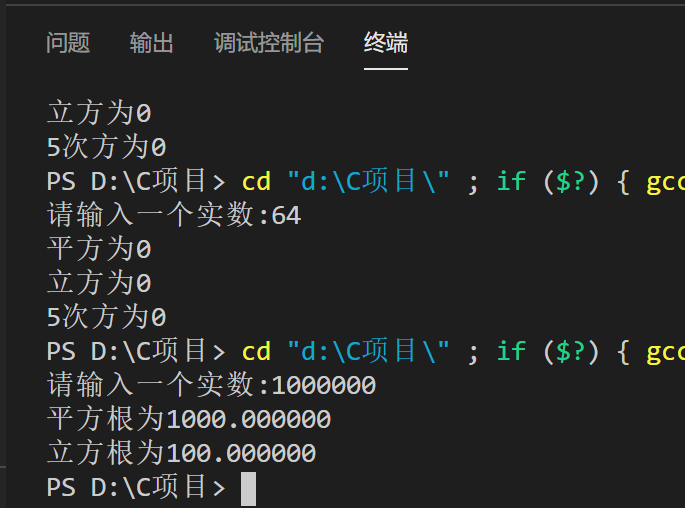 问题 输出 调试控制台 终端
立方为0
5次方为0
PS D:\C项目> cd "d:\C项目\" ; if ($?) { gcc
请输入一个实数:64
平方为0
立方为0
5次方为0
PS D:\C项目> cd "d:\C项目\" ; if ($?) { gcc
请输入一个实数:1000000
平方根为1000.000000
立方根为100.000000
PS D:\C项目>